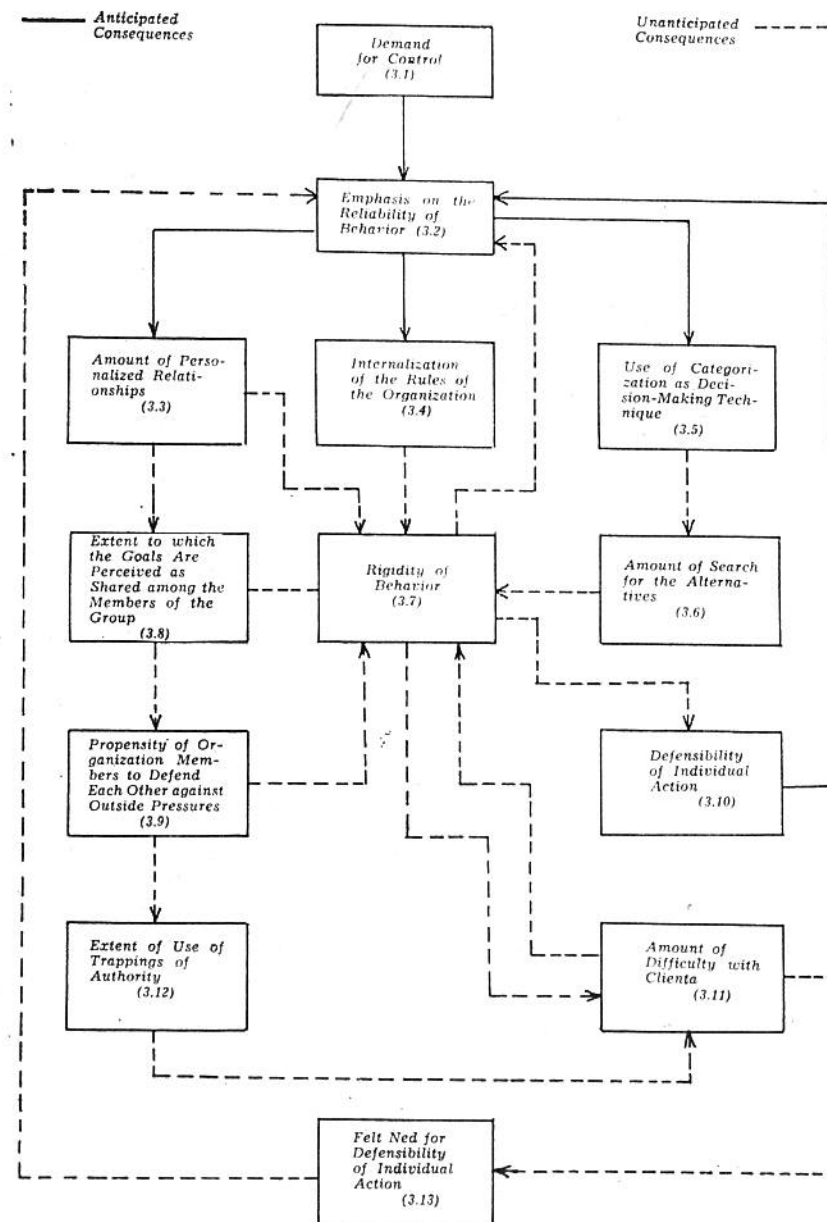 Anticipated
Consequences
Unanticipated
Consequences
Demand
for Control
(3.1)
Emphasis on the
Reliability of
Behavior (3.2)
Amount of Perso-
nalized Relati-
onships
(3.3)
Internalization
of the Rules of
the Organization
(3.4)
Use of Categori-
zation as Deci-
sion-Making Tech-
nique
(3.5)
Extent to which
the Goals Are
Perceived as
Shared among the
Members of the
Group
(3.8)
Rigidity of
Behavior
(3.7)
Amount of Search
for the Alterna-
tives
(3.6)
Propensity of Or-
ganization Mem-
bers to Defend
Each Other against
Outside Pressures
(3.9)
Defensibility
of Individual
Action
(3.10)
Extent of Use of
Trappings of
Authority
(3.12)
Amount of
Difficulty with
Clienta
(3.11)
Felt Ned for
Defensibility
of Individual
Action
(3.13)